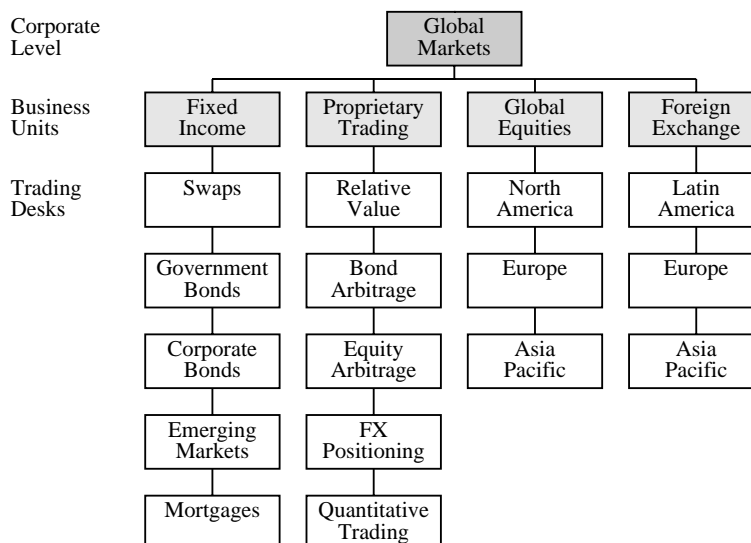 Corporate
Level
Global
Markets
Business
Units
Fixed
Income
Proprietary
Trading
Global
Equities
Foreign
Exchange
Trading
Desks
Swaps
Relative
Value
North
America
Latin
America
Government
Bonds
Bond
Arbitrage
Europe
Europe
Corporate
Bonds
Equity
Arbitrage
Asia
Pacific
Asia
Pacific
Emerging
Markets
FX
Positioning
Mortgages
Quantitative
Trading